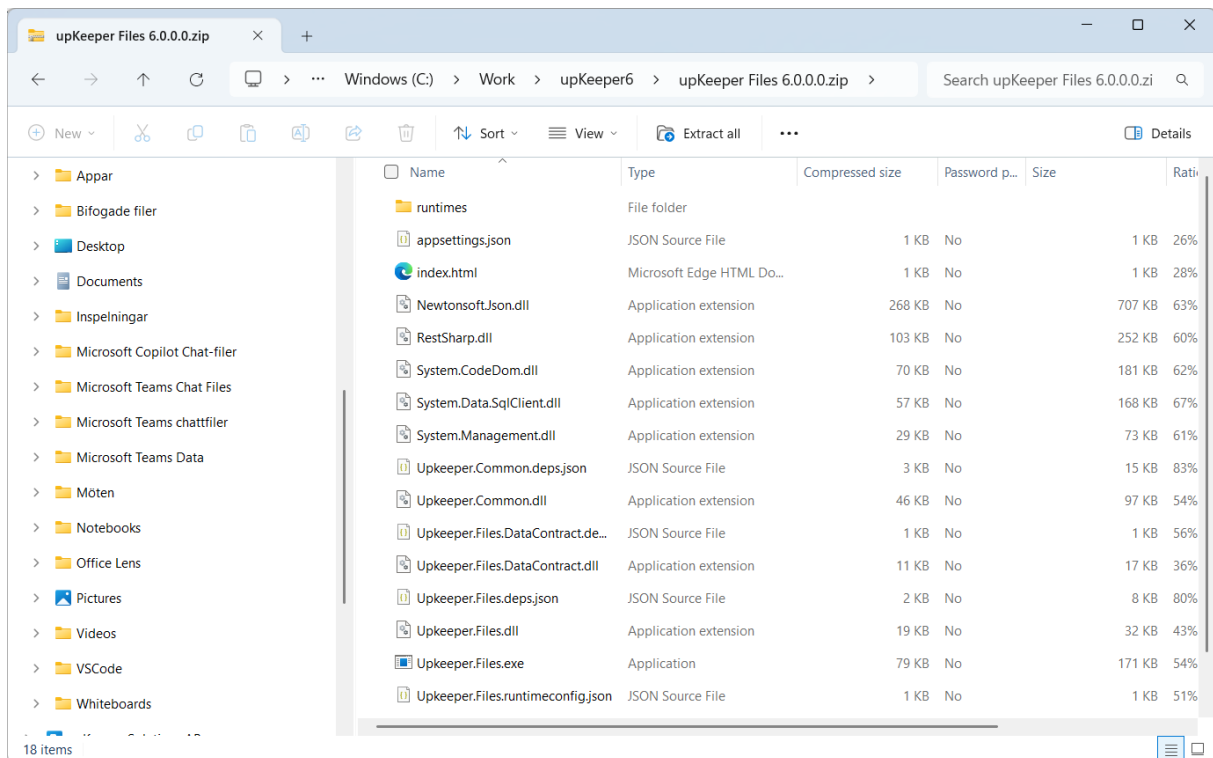 upKeeper Files 6.0.0.0.zip
Windows (C:) > Work > upKeeper6 > upKeeper Files 6.0.0.0.zip >
Search upKeeper Files 6.0.0.0.zi
New
Sort
View
Extract all
Details
Appar
Bifogade filer
Desktop
Documents
Inspelningar
Microsoft Copilot Chat-filer
Microsoft Teams Chat Files
Microsoft Teams chattfiler
Microsoft Teams Data
Möten
Notebooks
Office Lens
Pictures
Videos
VSCode
Whiteboards
Name Type Compressed size Password p... Size Rati
runtimes File folder
appsettings.json JSON Source File 1 KB No 1 KB 26%
index.html Microsoft Edge HTML Do... 1 KB No 1 KB 28%
Newtonsoft.Json.dll Application extension 268 KB No 707 KB 63%
RestSharp.dll Application extension 103 KB No 252 KB 60%
System.CodeDom.dll Application extension 70 KB No 181 KB 62%
System.Data.SqlClient.dll Application extension 57 KB No 168 KB 67%
System.Management.dll Application extension 29 KB No 73 KB 61%
Upkeeper.Common.deps.json JSON Source File 3 KB No 15 KB 83%
Upkeeper.Common.dll Application extension 46 KB No 97 KB 54%
Upkeeper.Files.DataContract.de... JSON Source File 1 KB No 1 KB 56%
Upkeeper.Files.DataContract.dll Application extension 11 KB No 17 KB 36%
Upkeeper.Files.deps.json JSON Source File 2 KB No 8 KB 80%
Upkeeper.Files.dll Application extension 19 KB No 32 KB 43%
Upkeeper.Files.exe Application 79 KB No 171 KB 54%
Upkeeper.Files.runtimeconfig.json JSON Source File 1 KB No 1 KB 51%
18 items